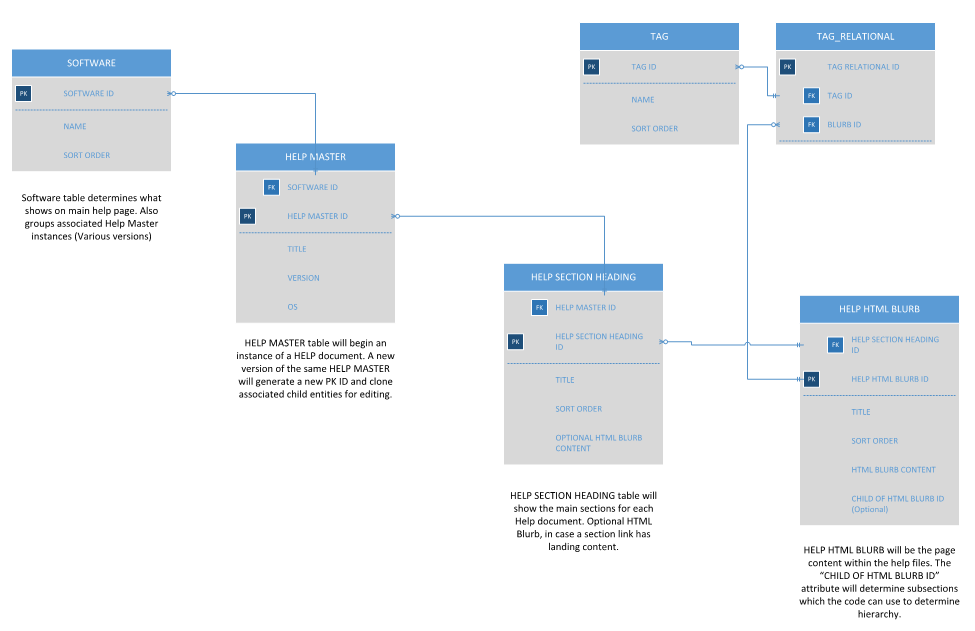 SOFTWARE
PK
SOFTWARE ID
NAME
SORT ORDER
Software table determines what
shows on main help page. Also
groups associated Help Master
instances (Various versions)
HELP MASTER
FK
SOFTWARE ID
PK
HELP MASTER ID
TITLE
VERSION
OS
HELP MASTER table will begin an
instance of a HELP document. A new
version of the same HELP MASTER
will generate a new PK ID and clone
associated child entities for editing.
HELP SECTION HEADING
FK
HELP MASTER ID
PK
HELP SECTION HEADING
ID
TITLE
SORT ORDER
OPTIONAL HTML BLURB
CONTENT
HELP SECTION HEADING table will
show the main sections for each
Help document. Optional HTML
Blurb, in case a section link has
landing content.
TAG
PK
TAG ID
NAME
SORT ORDER
TAG_RELATIONAL
PK
TAG RELATIONAL ID
FK
TAG ID
FK
BLURB ID
HELP HTML BLURB
FK
HELP SECTION HEADING
ID
PK
HELP HTML BLURB ID
TITLE
SORT ORDER
HTML BLURB CONTENT
CHILD OF HTML BLURB ID
(Optional)
HELP HTML BLURB will be the page
content within the help files. The
“CHILD OF HTML BLURB ID”
attribute will determine subsections
which the code can use to determine
hierarchy.